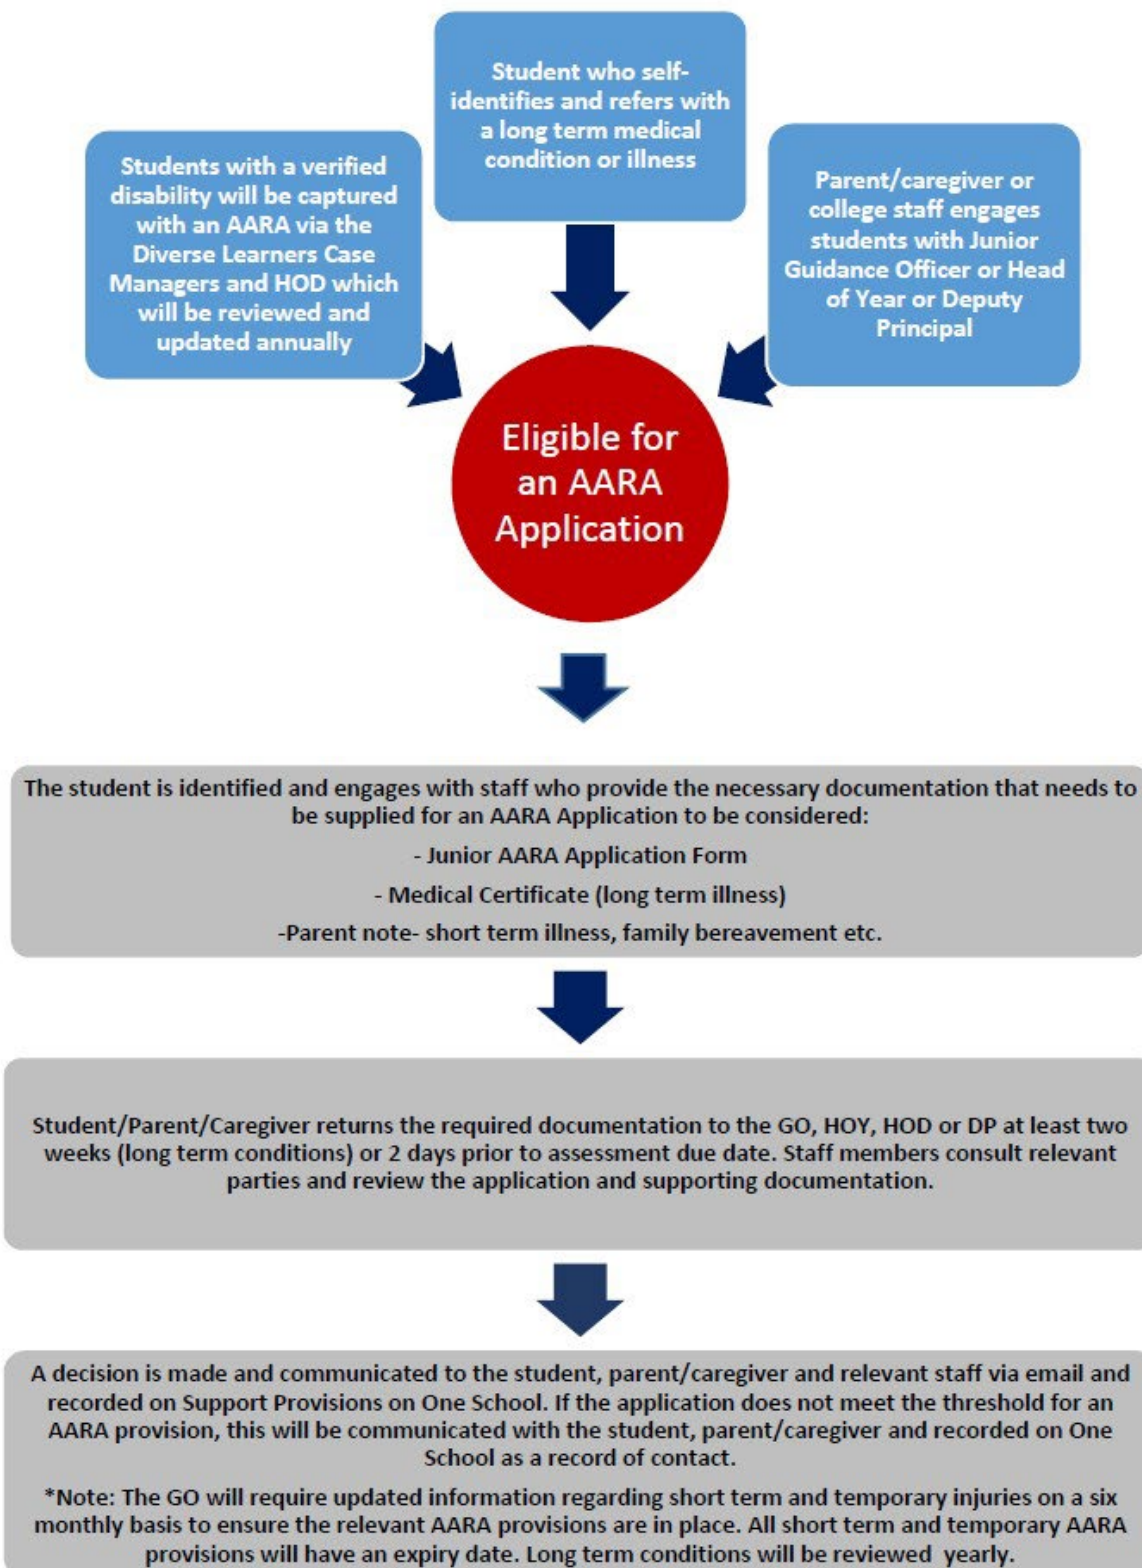 Student who self-
identifies and refers with
a long term medical
condition or illness
Students with a verified
disability will be captured
with an AARA via the
Diverse Learners Case
Managers and HOD which
will be reviewed and
updated annually
Parent/caregiver or
college staff engages
students with Junior
Guidance Officer or Head
of Year or Deputy
Principal
Eligible for
an AARA
Application
The student is identified and engages with staff who provide the necessary documentation that needs to
be supplied for an AARA Application to be considered:
- Junior AARA Application Form
- Medical Certificate (long term illness)
-Parent note- short term illness, family bereavement etc.
Student/Parent/Caregiver returns the required documentation to the GO, HOY, HOD or DP at least two
weeks (long term conditions) or 2 days prior to assessment due date. Staff members consult relevant
parties and review the application and supporting documentation.
A decision is made and communicated to the student, parent/caregiver and relevant staff via email and
recorded on Support Provisions on One School. If the application does not meet the threshold for an
AARA provision, this will be communicated with the student, parent/caregiver and recorded on One
School as a record of contact.
*Note: The GO will require updated information regarding short term and temporary injuries on a six
monthly basis to ensure the relevant AARA provisions are in place. All short term and temporary AARA
provisions will have an expiry date. Long term conditions will be reviewed yearly.